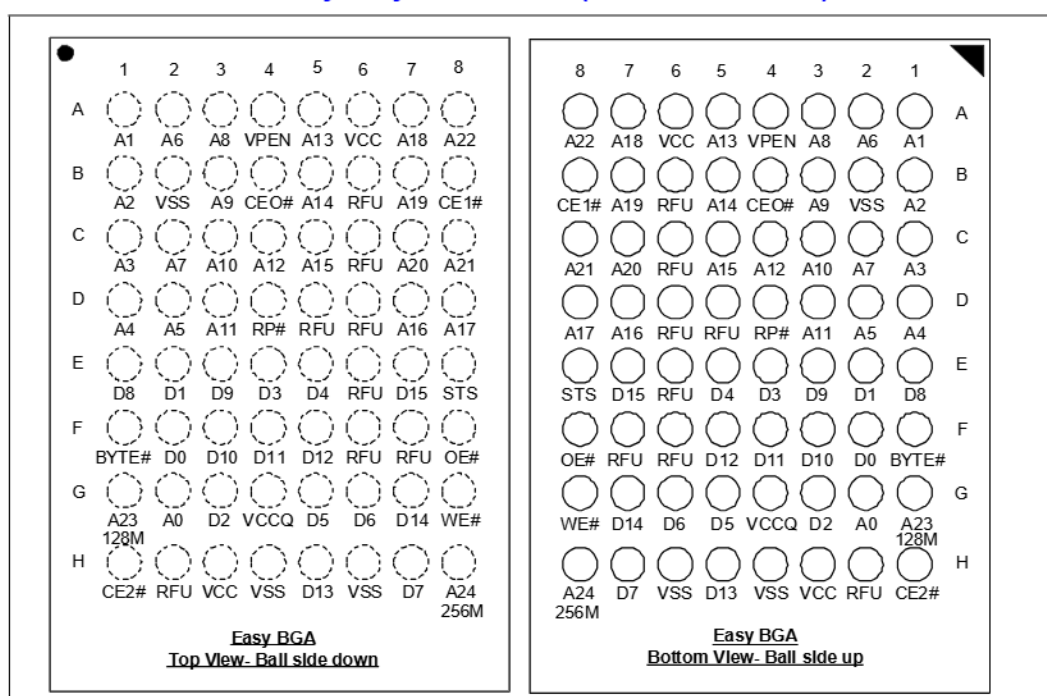 1 2 3 4 5 6 7 8
A
A1 A6 A8 VPEN A13 VCC A18 A22
B
A2 VSS A9 CEO# A14 RFU A19 CE1#
C
A3 A7 A10 A12 A15 RFU A20 A21
D
A4 A5 A11 RP# RFU RFU A16 A17
E
D8 D1 D9 D3 D4 RFU D15 STS
F
BYTE# D0 D10 D11 D12 RFU RFU OE#
G
A23 A0 D2 VCCQ D5 D6 D14 WE#
128M
H
CE2# RFU VCC VSS D13 VSS D7 A24
256M
Easy BGA
Top View- Ball side down
8 7 6 5 4 3 2 1
A
A22 A18 VCC A13 VPEN A8 A6 A1
B
CE1# A19 RFU A14 CEO# A9 VSS A2
C
A21 A20 RFU A15 A12 A10 A7 A3
D
A17 A16 RFU RFU RP# A11 A5 A4
E
STS D15 RFU D4 D3 D9 D1 D8
F
OE# RFU RFU D12 D11 D10 D0 BYTE#
G
WE# D14 D6 D5 VCCQ D2 A0 A23
128M
H
A24 D7 VSS D13 VSS VCC RFU CE2#
256M
Easy BGA
Bottom View- Ball side up